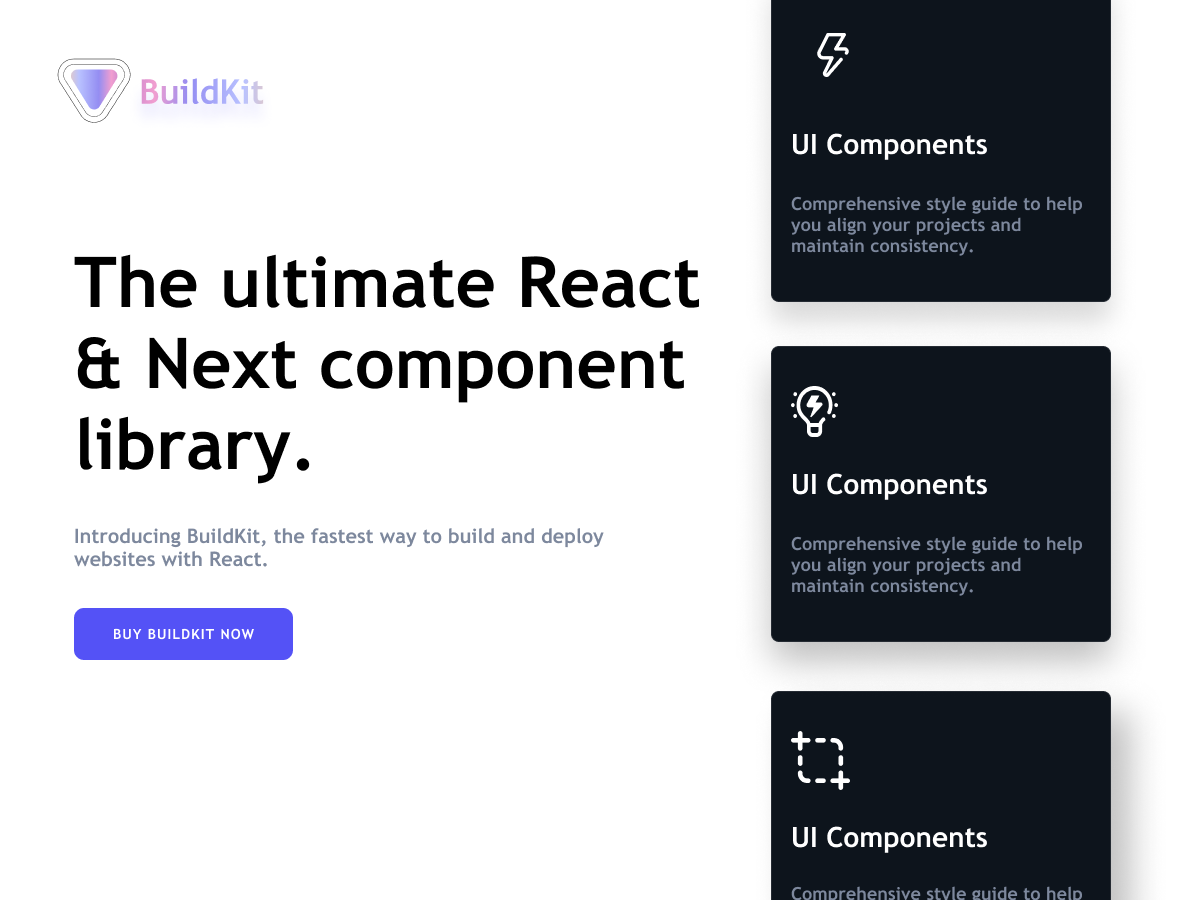 BuildKit
The ultimate React
& Next component
library.
Introducing BuildKit, the fastest way to build and deploy
websites with React.
BUY BUILDKIT NOW
UI Components
Comprehensive style guide to help
you align your projects and
maintain consistency.
UI Components
Comprehensive style guide to help
you align your projects and
maintain consistency.
UI Components
Comprehensive style guide to help